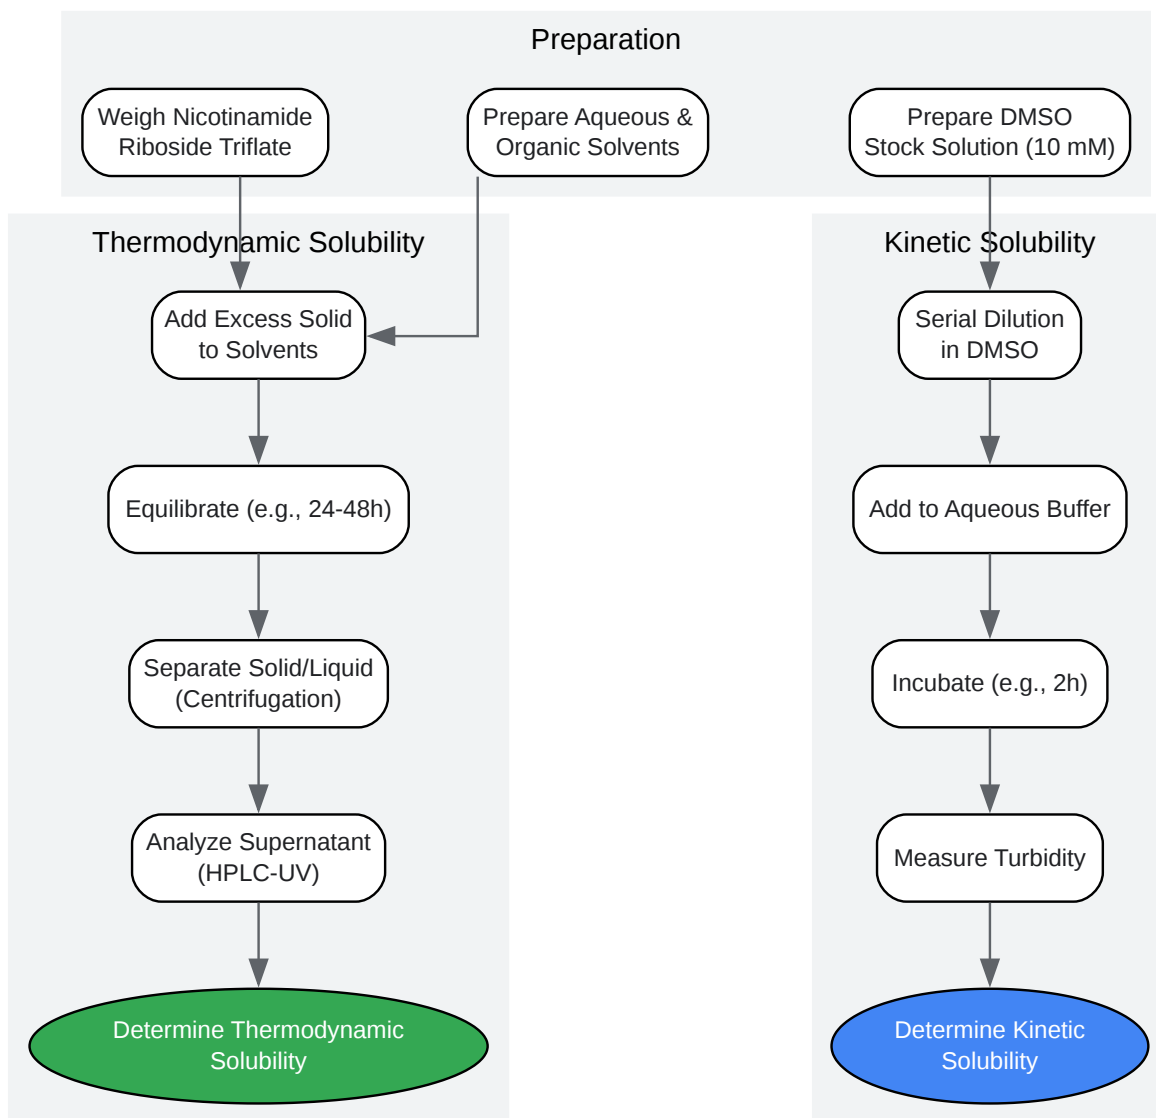 Preparation
Weigh Nicotinamide
Riboside Triflate
Prepare Aqueous &
Organic Solvents
Prepare DMSO
Stock Solution (10 mM)
Thermodynamic Solubility
Add Excess Solid
to Solvents
Equilibrate (e.g., 24-48h)
Separate Solid/Liquid
(Centrifugation)
Analyze Supernatant
(HPLC-UV)
Determine Thermodynamic
Solubility
Kinetic Solubility
Serial Dilution
in DMSO
Add to Aqueous Buffer
Incubate (e.g., 2h)
Measure Turbidity
Determine Kinetic
Solubility